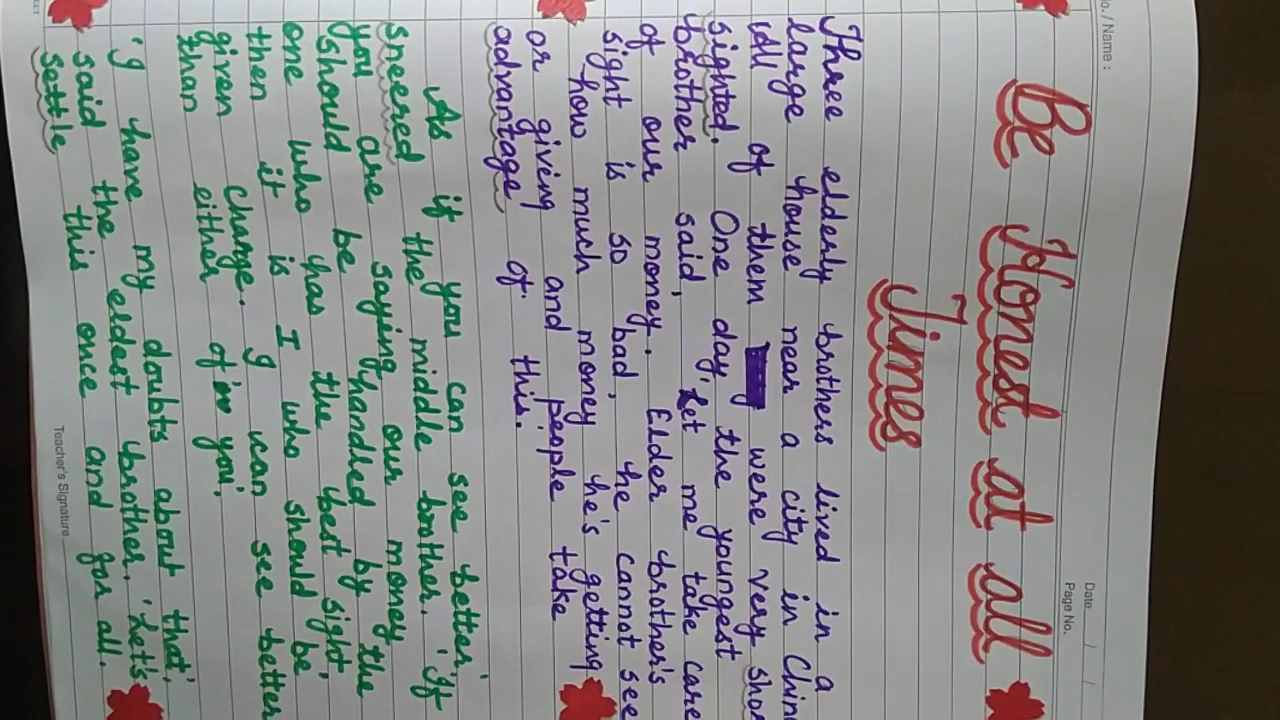 No. / Name :
Date / /
Page No.
Be Honest at all
Times
Three elderly brothers lived in a
large house near a city in
All of them were very
sighted. One day, the youngest
brother said, 'Let me take care
of our money. Elder brother's
sight is so bad, he cannot see
how much money he's getting
or giving and people take
advantage of this.
As if you can see better,'
sneered the middle brother. 'If
you are saying our money
should be handled by the
one who has the best sight,
then it is I who should be
given charge. I can see better
than either of you'.
'I have my doubts about that',
said the eldest brother. 'Let's
settle this once and for all.
Teacher's Signature